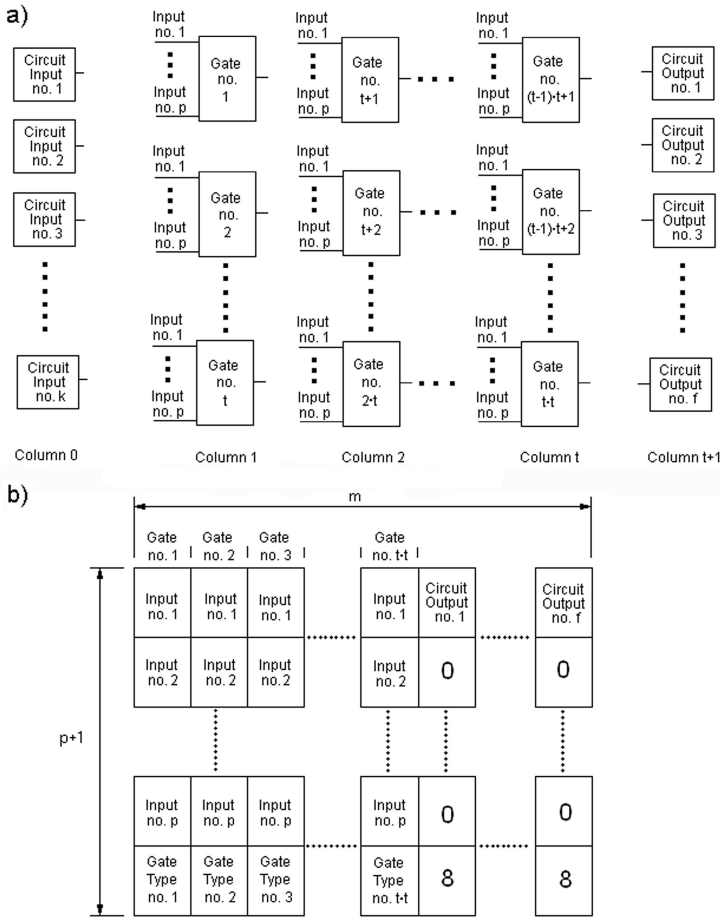 a)
Circuit
Input
no. 1
Circuit
Input
no. 2
Circuit
Input
no. 3
Circuit
Input
no. k
Column 0
Input
no. 1
Input
no. p
Gate
no.
1
Input
no. 1
Input
no. p
Gate
no.
2
Input
no. 1
Input
no. p
Gate
no.
t
Column 1
Input
no. 1
Input
no. p
Gate
no.
t+1
Input
no. 1
Input
no. p
Gate
no.
t+2
Input
no. 1
Input
no. p
Gate
no.
2·t
Column 2
Input
no. 1
Input
no. p
Gate
no.
(t-1)·t+1
Input
no. 1
Input
no. p
Gate
no.
(t-1)·t+2
Input
no. 1
Input
no. p
Gate
no.
t·t
Column t
Circuit
Output
no. 1
Circuit
Output
no. 2
Circuit
Output
no. 3
Circuit
Output
no. f
Column t+1
b)
m
p+1
Gate
no. 1
Gate
no. 2
Gate
no. 3
Gate
no. t·t
Input
no. 1
Input
no. 1
Input
no. 1
Input
no. 1
Circuit
Output
no. 1
Circuit
Output
no. f
Input
no. 2
Input
no. 2
Input
no. 2
Input
no. 2
0
0
Input
no. p
Input
no. p
Input
no. p
Input
no. p
0
0
Gate
Type
no. 1
Gate
Type
no. 2
Gate
Type
no. 3
Gate
Type
no. t·t
8
8